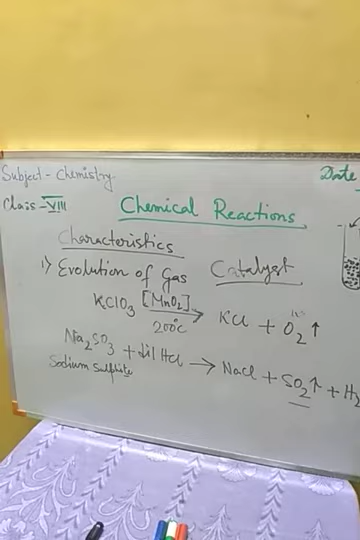 Subject - Chemistry
Date
Class - VIII
Chemical Reactions
Characteristics
1) Evolution of Gas Catalyst
KClO3 [MnO2] 200°C → KCl + O2 ↑
Na2SO3 + dil HCl → NaCl + SO2 ↑ + H2
Sodium sulphite